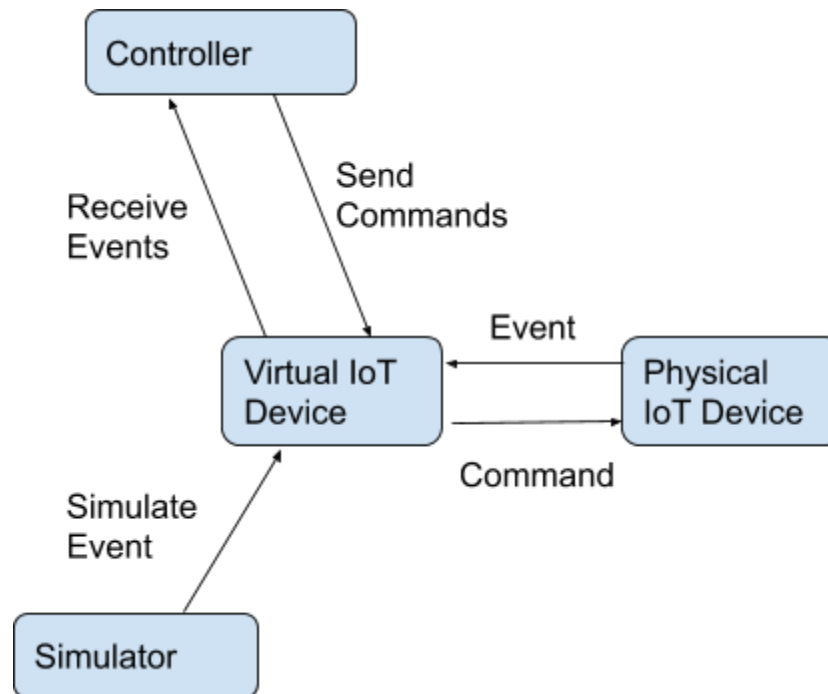 Controller
Receive
Events
Send
Commands
Virtual IoT
Device
Event
Physical
IoT Device
Command
Simulate
Event
Simulator